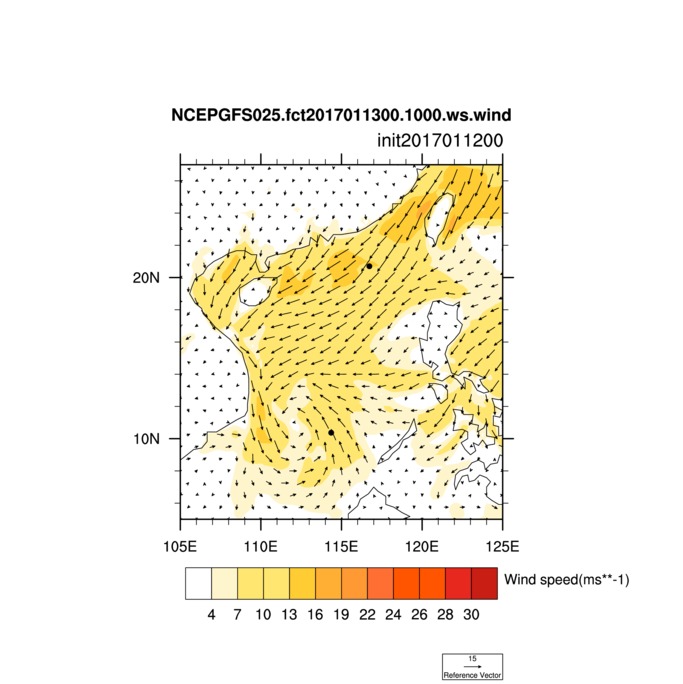 NCEPGFS025.fct2017011300.1000.ws.wind
init2017011200
20N
10N
105E 110E 115E 120E 125E
Wind speed(ms**-1)
4 7 10 13 16 19 22 24 26 28 30
15
Reference Vector